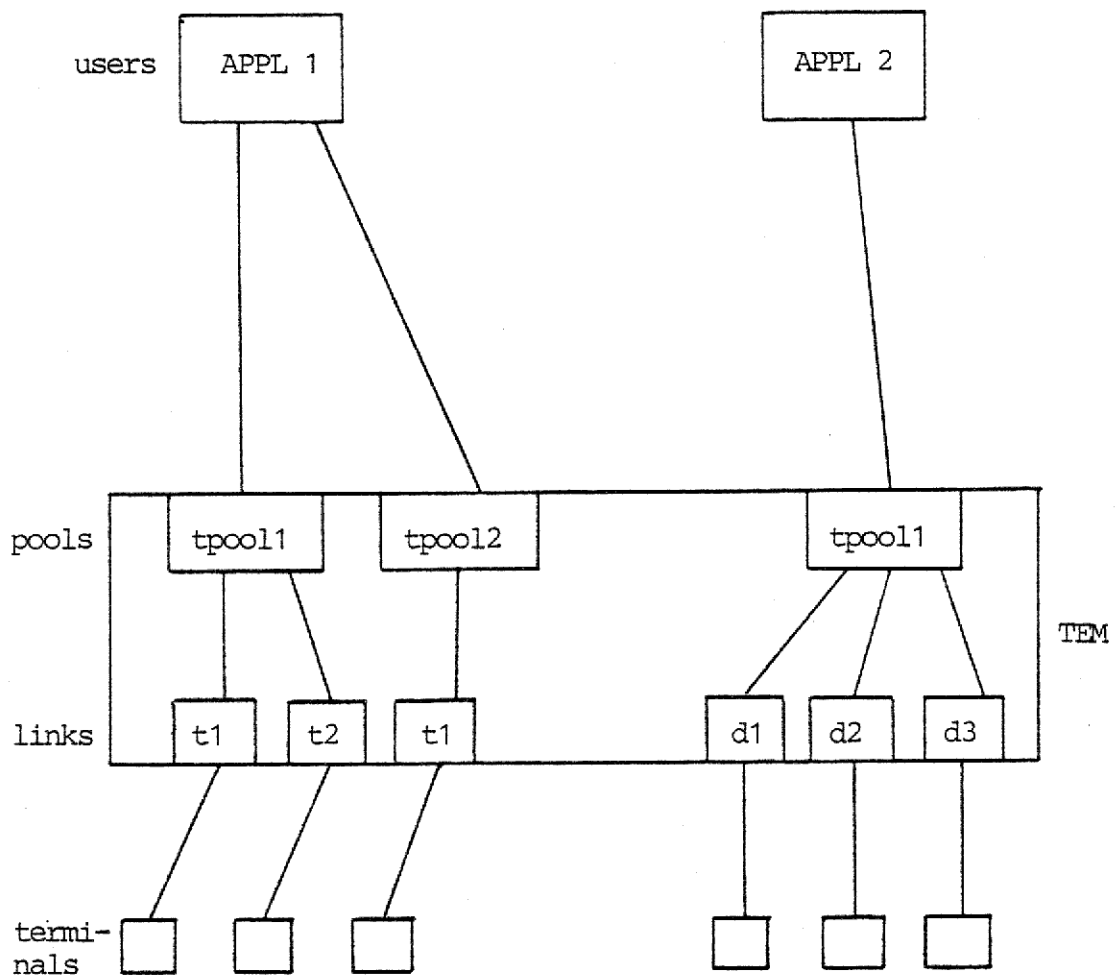 users APPL 1 APPL 2
pools tpool1 tpool2 tpool1
TEM
links t1 t2 t1 d1 d2 d3
termi-
nals